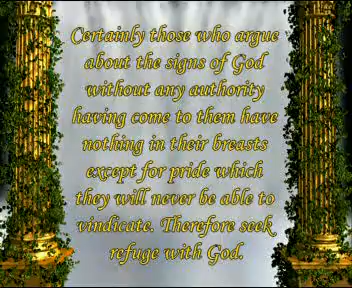 Certainly those who argue
about the signs of God
without any authority
having come to them have
nothing in their breasts
except for pride which
they will never be able to
vindicate. Therefore seek
refuge with God.